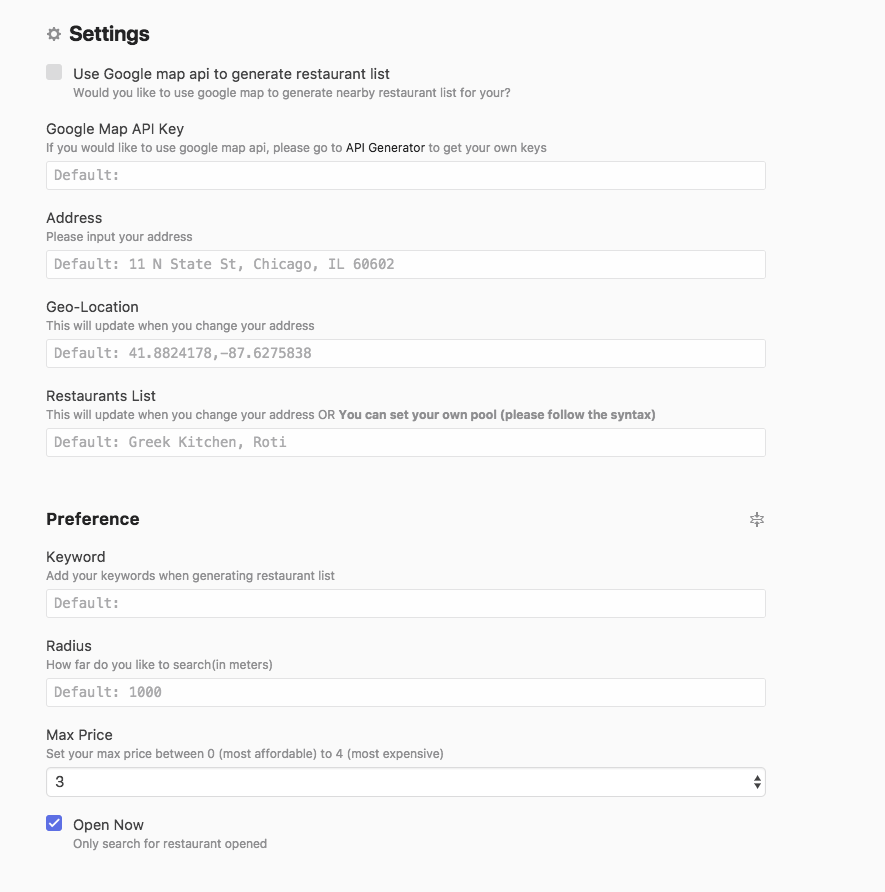 Settings
Use Google map api to generate restaurant list
Would you like to use google map to generate nearby restaurant list for your?
Google Map API Key
If you would like to use google map api, please go to API Generator to get your own keys
Default:
Address
Please input your address
Default: 11 N State St, Chicago, IL 60602
Geo-Location
This will update when you change your address
Default: 41.8824178,-87.6275838
Restaurants List
This will update when you change your address OR You can set your own pool (please follow the syntax)
Default: Greek Kitchen, Roti
Preference
Keyword
Add your keywords when generating restaurant list
Default:
Radius
How far do you like to search(in meters)
Default: 1000
Max Price
Set your max price between 0 (most affordable) to 4 (most expensive)
3
Open Now
Only search for restaurant opened